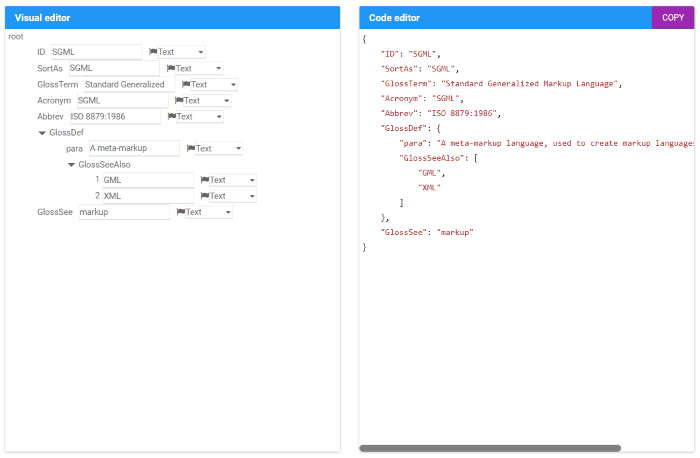 Visual editor
root
ID SGML Text
SortAs SGML Text
GlossTerm Standard Generalized Text
Acronym SGML Text
Abbrev ISO 8879:1986 Text
GlossDef
para A meta-markup Text
GlossSeeAlso
1 GML Text
2 XML Text
GlossSee markup Text
Code editor COPY
{
"ID": "SGML",
"SortAs": "SGML",
"GlossTerm": "Standard Generalized Markup Language",
"Acronym": "SGML",
"Abbrev": "ISO 8879:1986",
"GlossDef": {
"para": "A meta-markup language, used to create markup languages
"GlossSeeAlso": [
"GML",
"XML"
]
},
"GlossSee": "markup"
}